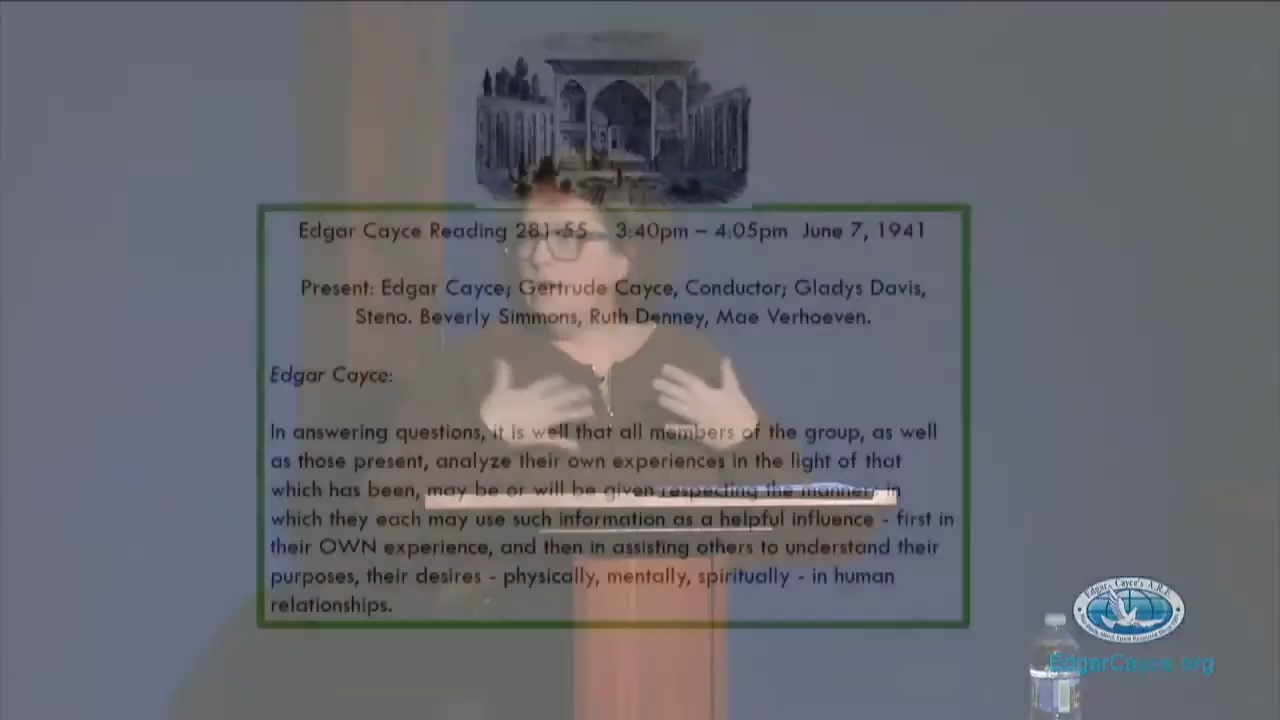 Edgar Cayce Reading 281-55 3:40pm – 4:05pm June 7, 1941
Present: Edgar Cayce; Gertrude Cayce, Conductor; Gladys Davis,
Steno. Beverly Simmons, Ruth Denney, Mae Verhoeven.
Edgar Cayce:
In answering questions, it is well that all members of the group, as well
as those present, analyze their own experiences in the light of that
which has been, may be or will be given respecting the manners in
which they each may use such information as a helpful influence - first in
their OWN experience, and then in assisting others to understand their
purposes, their desires - physically, mentally, spiritually - in human
relationships.
Edgar Cayce's A.R.E.
EdgarCayce.org